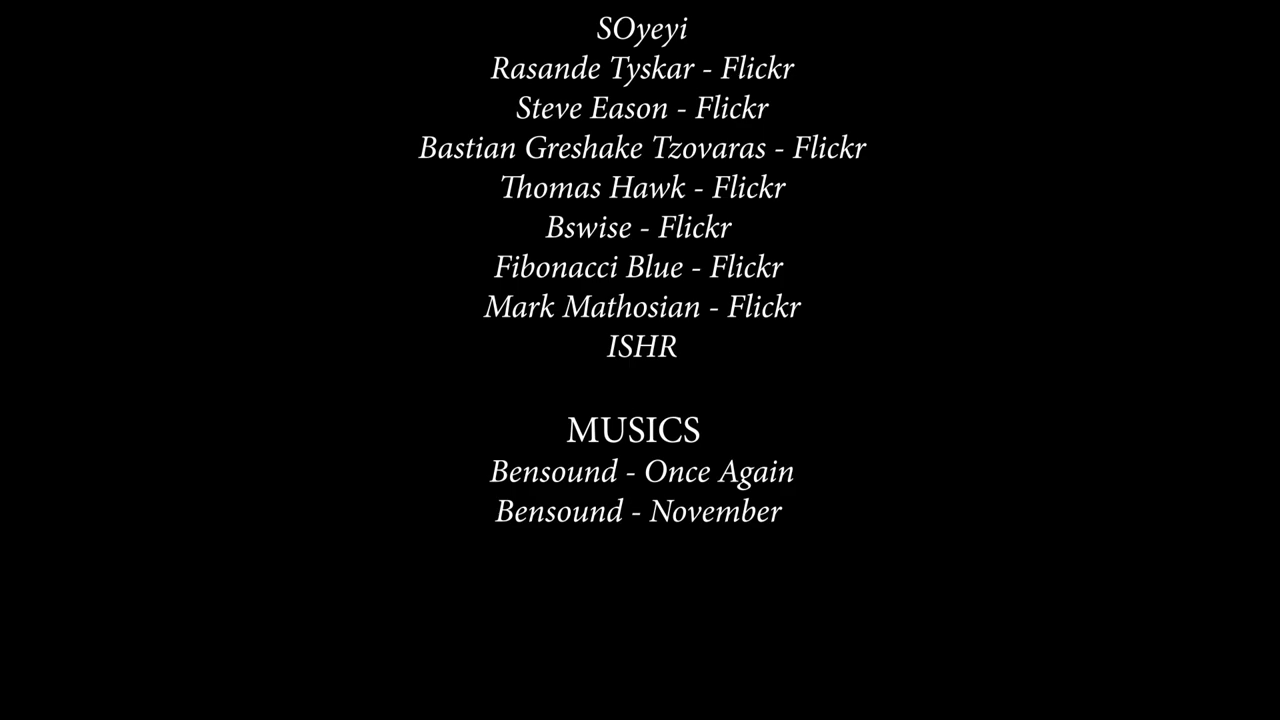 SOyeyi
Rasande Tyskar - Flickr
Steve Eason - Flickr
Bastian Greshake Tzovaras - Flickr
Thomas Hawk - Flickr
Bswise - Flickr
Fibonacci Blue - Flickr
Mark Mathosian - Flickr
ISHR
MUSICS
Bensound - Once Again
Bensound - November